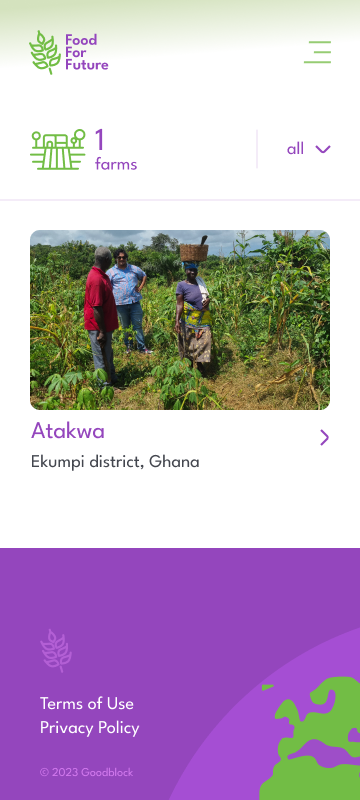 Food
For
Future
1
farms
all
Atakwa
Ekumpi district, Ghana
Terms of Use
Privacy Policy
© 2023 Goodblock